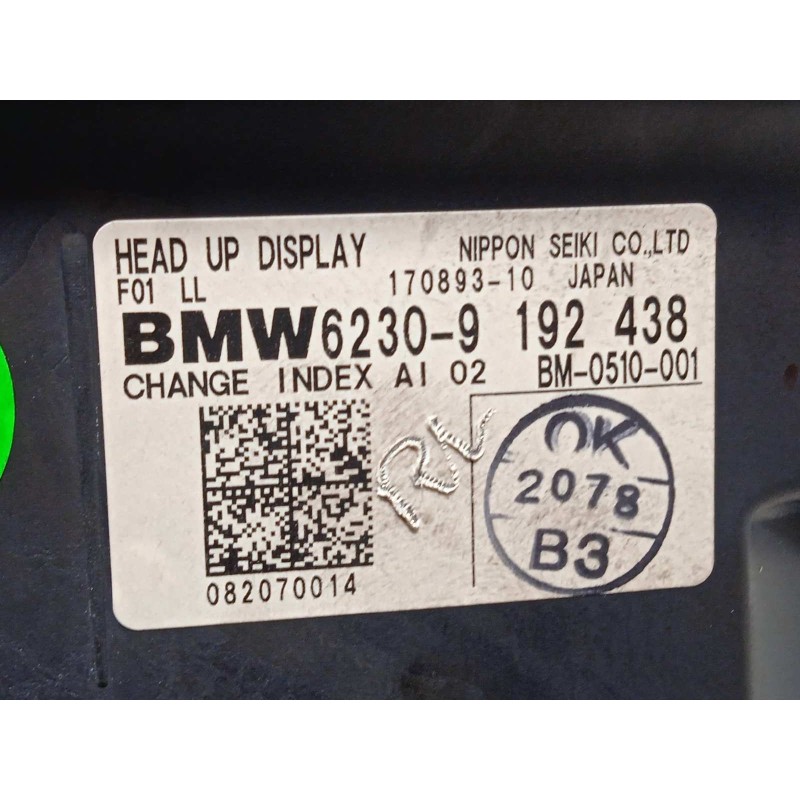 HEAD UP DISPLAY NIPPON SEIKI CO.,LTD
F01 LL 170893-10 JAPAN
BMW6230-9 192 438
CHANGE INDEX AI 02 BM-0510-001
RL
OK
2078
B3
082070014